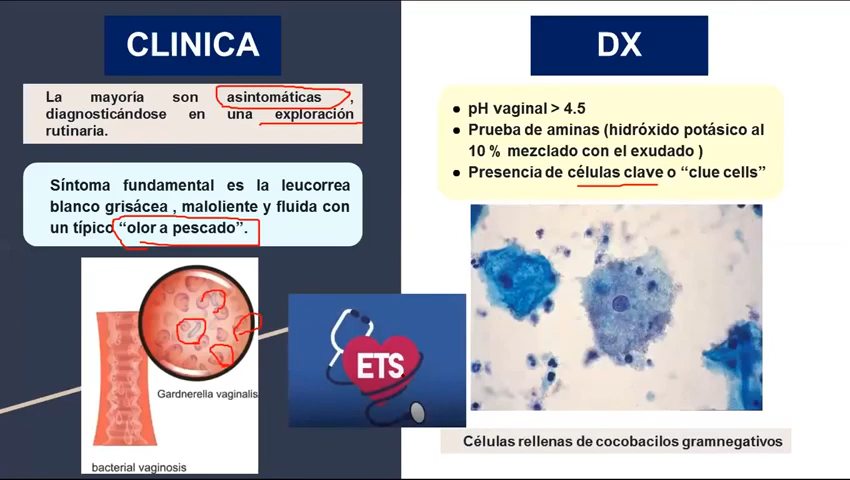 CLINICA
La mayoría son asintomáticas ,
diagnosticándose en una exploración
rutinaria.
Síntoma fundamental es la leucorrea
blanco grisácea , maloliente y fluida con
un típico “olor a pescado”.
Gardnerella vaginalis
bacterial vaginosis
ETS
DX
pH vaginal > 4.5
Prueba de aminas (hidróxido potásico al
10 % mezclado con el exudado )
Presencia de células clave o “clue cells”
Células rellenas de cocobacilos gramnegativos